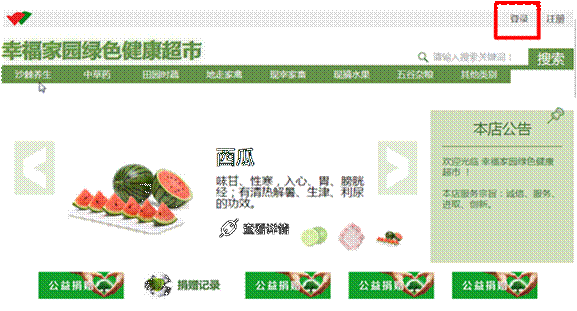 登录 注册
幸福家园绿色健康超市
请输入搜索关键词： 搜索
沙棘养生 中草药 田园时蔬 地走家禽 现宰家畜 现摘水果 五谷杂粮 其他类别
西瓜
味甘、性寒，入心、胃、膀胱
经；有清热解暑、生津、利尿
的功效。
查看详情
本店公告
欢迎光临 幸福家园绿色健康
超市 ！
本店服务宗旨：诚信、服务、
进取、创新。
公益捐赠 捐赠记录 公益捐赠 公益捐赠 公益捐赠